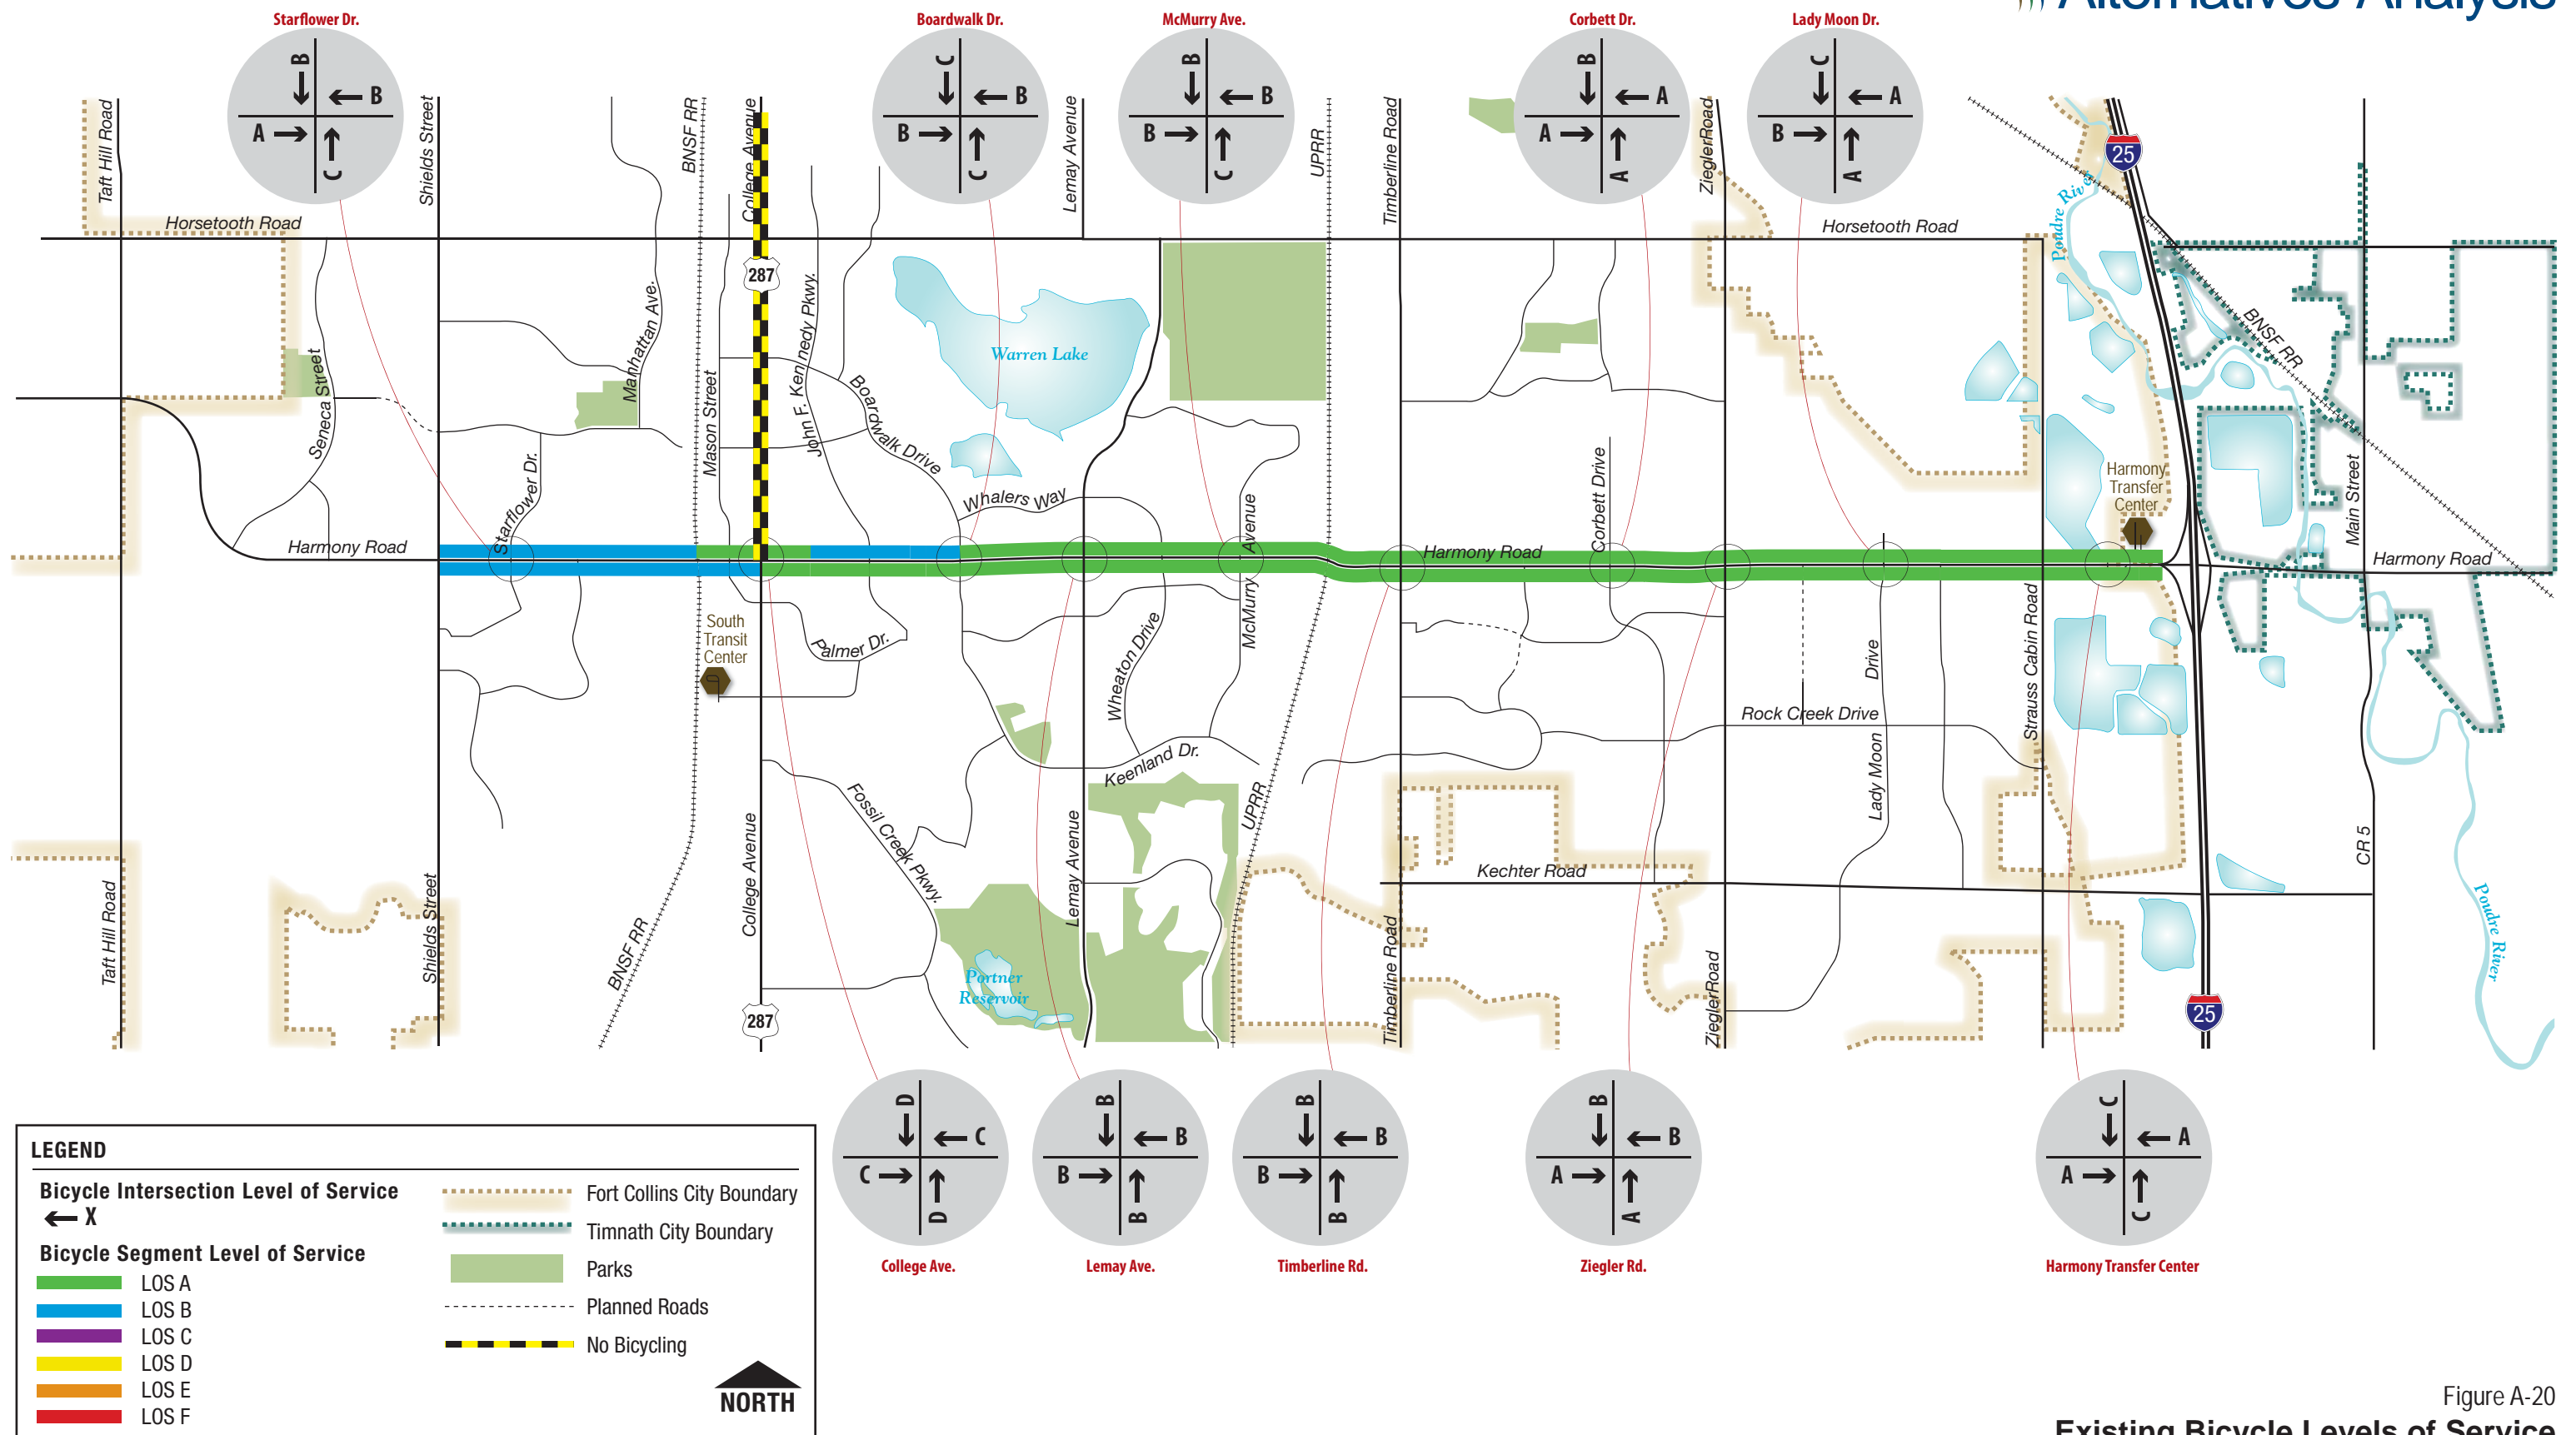 Alternatives Analysis
Starflower Dr.
Boardwalk Dr.
McMurry Ave.
Corbett Dr.
Lady Moon Dr.
B
B
A
C
C
B
B
C
B
B
B
C
B
A
A
A
C
A
B
A
Taft Hill Road
Shields Street
BNSF RR
College Avenue
Lemay Avenue
UPRR
Timberline Road
ZieglerRoad
25
Poudre River
Horsetooth Road
Horsetooth Road
287
Manhattan Ave.
John F. Kennedy Pkwy.
Warren Lake
BNSF RR
Seneca Street
Mason Street
Boardwalk Drive
Starflower Dr.
Whalers Way
Avenue
Corbett Drive
Harmony
Transfer
Center
Main Street
Harmony Road
Harmony Road
Harmony Road
South
Transit
Center
Palmer Dr.
Wheaton Drive
McMurry
Drive
Strauss Cabin Road
Rock Creek Drive
Keenland Dr.
Lady Moon
Fossil Creek Pkwy.
UPRR
College Avenue
Lemay Avenue
CR 5
Kechter Road
Taft Hill Road
Shields Street
BNSF RR
Timberline Road
ZieglerRoad
Poudre River
Portner
Reservoir
287
25
D
C
C
D
B
B
B
B
B
B
B
B
B
B
A
A
C
A
A
C
College Ave.
Lemay Ave.
Timberline Rd.
Ziegler Rd.
Harmony Transfer Center
LEGEND
Bicycle Intersection Level of Service
X
Bicycle Segment Level of Service
LOS A
LOS B
LOS C
LOS D
LOS E
LOS F
Fort Collins City Boundary
Timnath City Boundary
Parks
Planned Roads
No Bicycling
NORTH
Figure A-20
Existing Bicycle Levels of Service